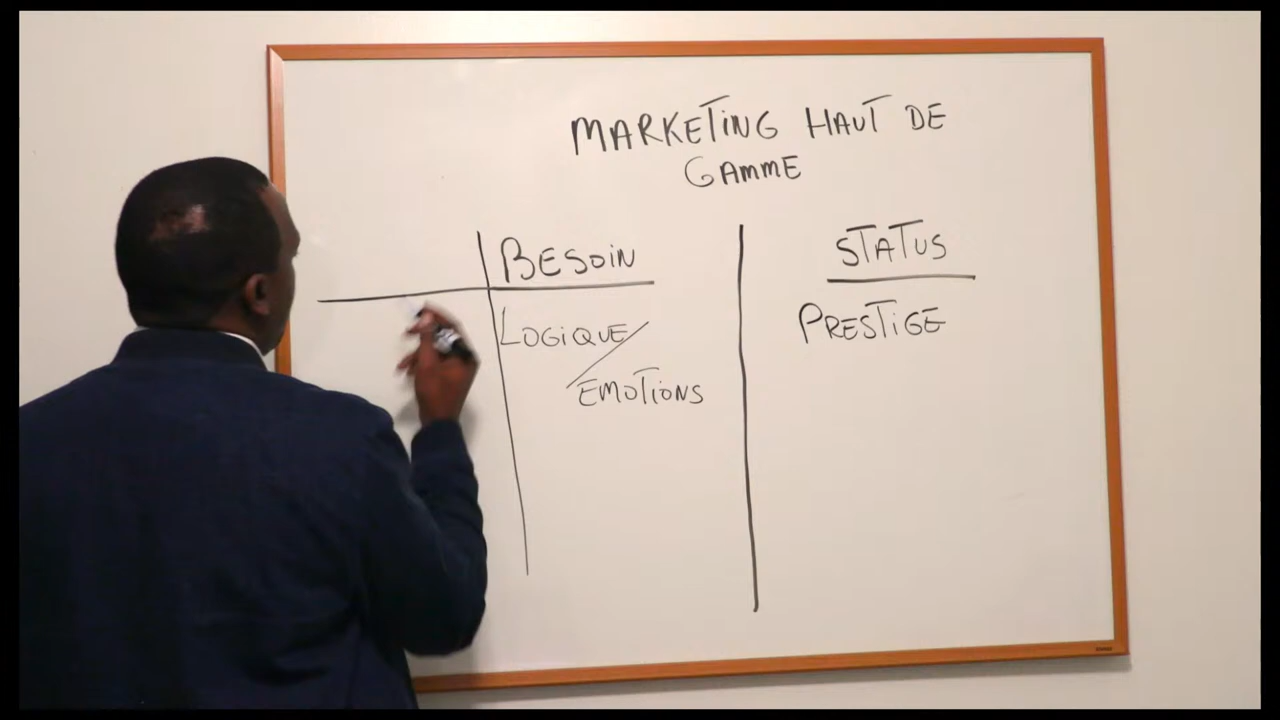 MARKETING HAUT DE
GAMME
BESOIN
LOGIQUE/
EMOTIONS
STATUS
PRESTIGE